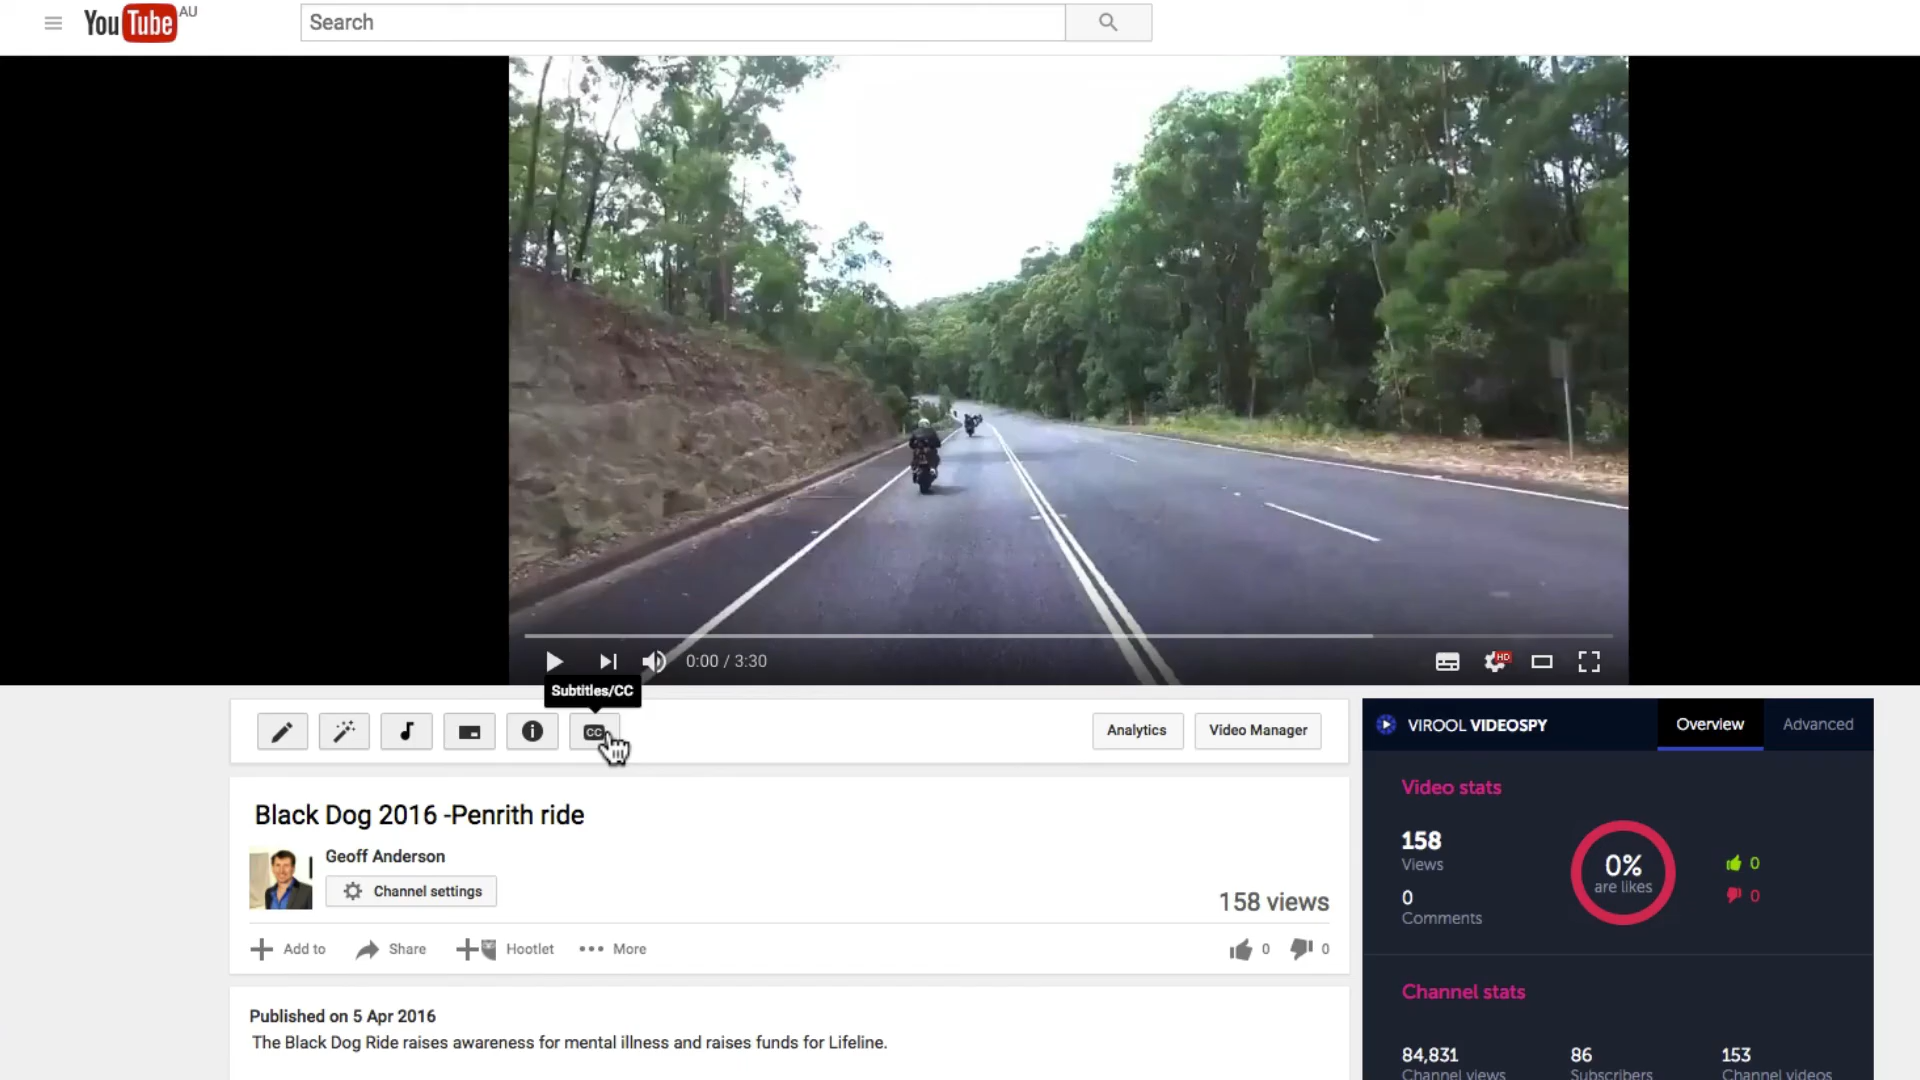 YouTube AU
Search
0:00 / 3:30
HD
Subtitles/CC
CC
Analytics
Video Manager
Black Dog 2016 -Penrith ride
Geoff Anderson
Channel settings
158 views
Add to
Share
Hootlet
More
0
0
Published on 5 Apr 2016
The Black Dog Ride raises awareness for mental illness and raises funds for Lifeline.
VIROOL VIDEOSPY
Overview
Advanced
Video stats
158
Views
0
Comments
0%
are likes
0
0
Channel stats
84,831
Channel views
86
Subscribers
153
Channel videos